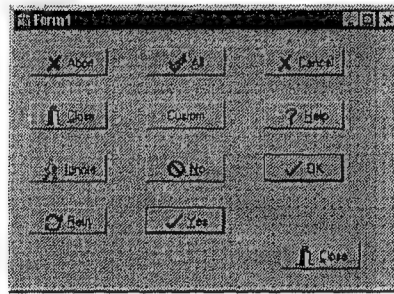 Form1
Abort All Cancel
Close Custom Help
Ignore No OK
Retry Yes
Close